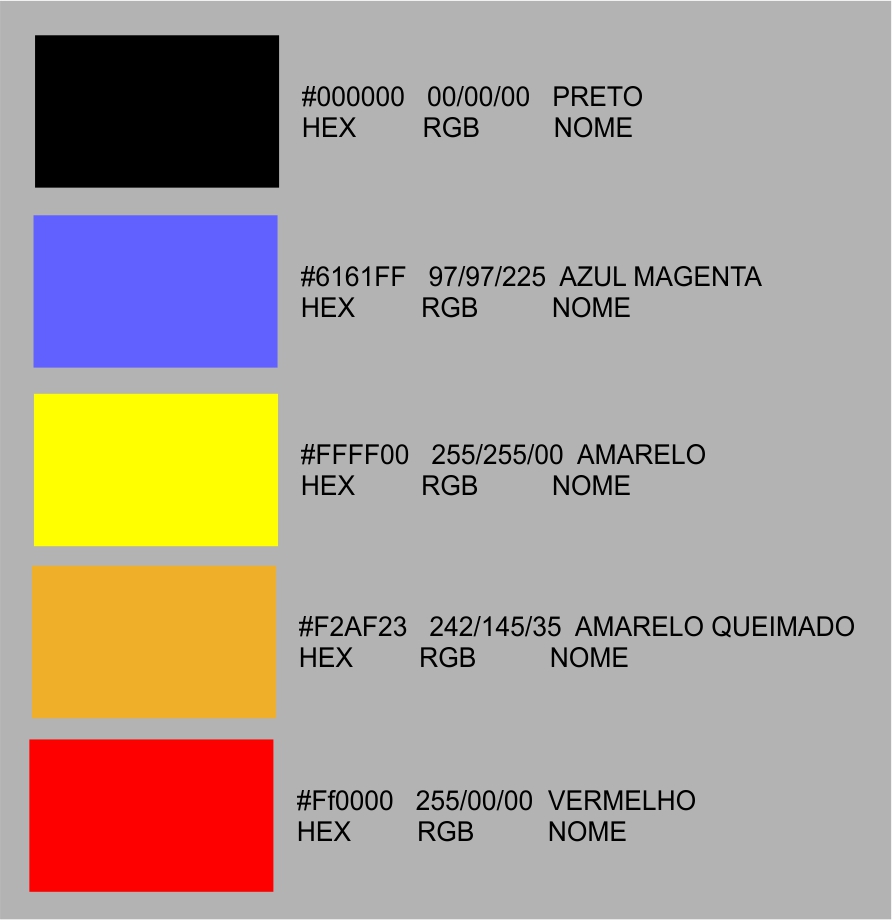 #000000 00/00/00 PRETO
HEX RGB NOME
#6161FF 97/97/225 AZUL MAGENTA
HEX RGB NOME
#FFFF00 255/255/00 AMARELO
HEX RGB NOME
#F2AF23 242/145/35 AMARELO QUEIMADO
HEX RGB NOME
#Ff0000 255/00/00 VERMELHO
HEX RGB NOME